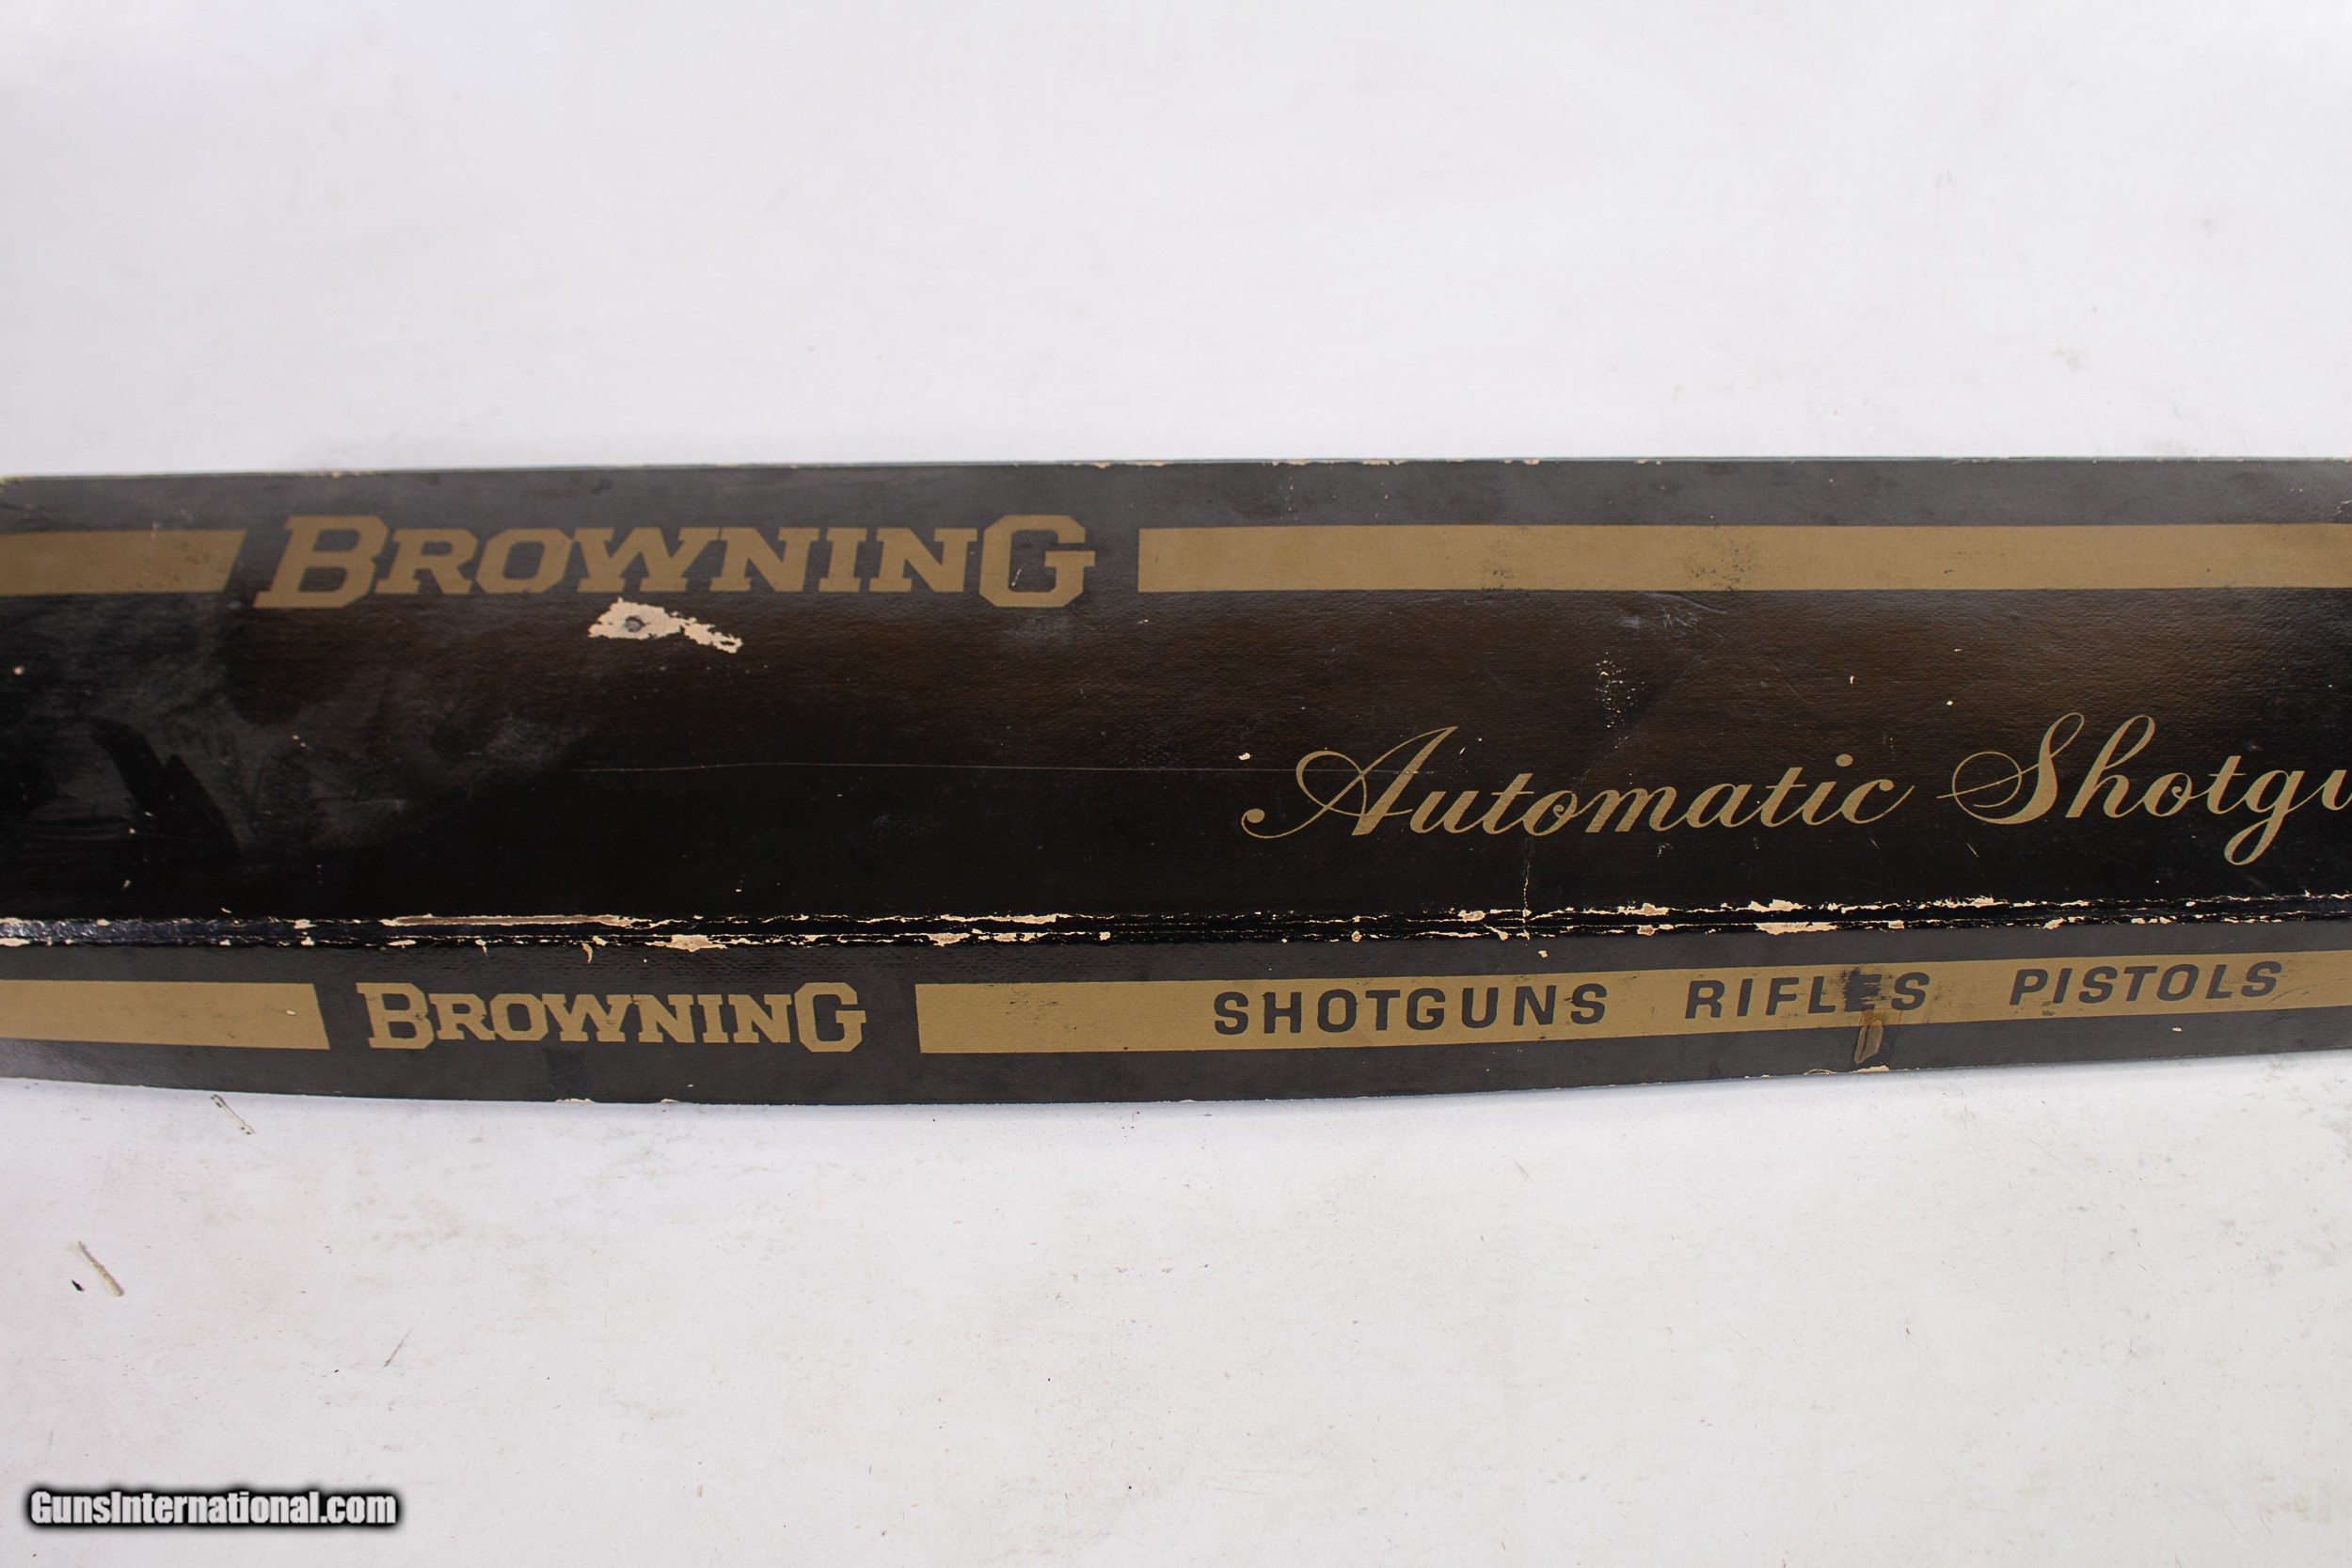 BROWNING
Automatic Shotgu
BROWNING SHOTGUNS RIFLES PISTOLS
GunsInternational.com